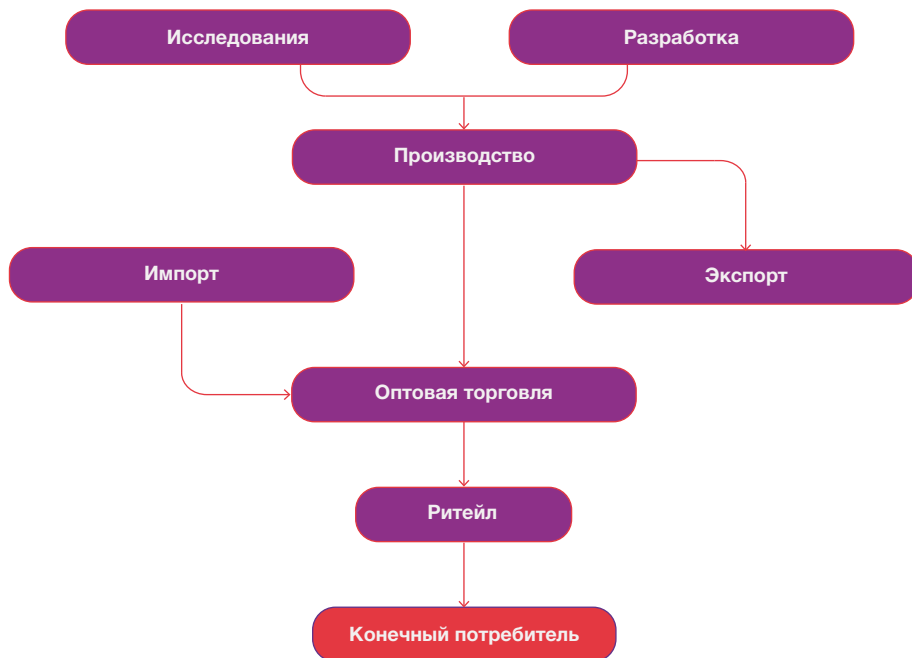 Исследования
Разработка
Производство
Импорт
Экспорт
Оптовая торговля
Ритейл
Конечный потребитель